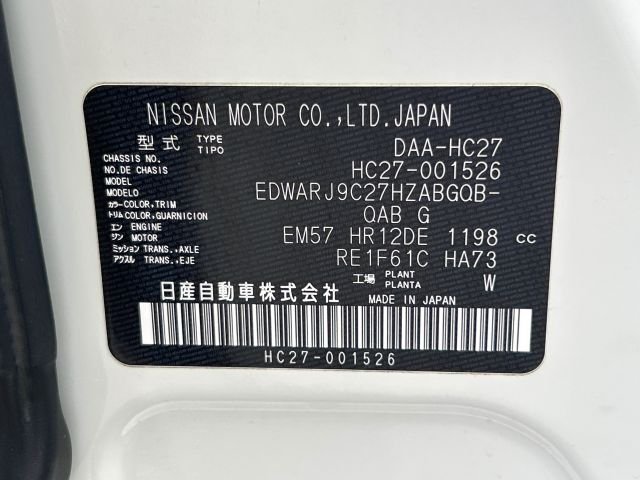 NISSAN MOTOR CO.,LTD.JAPAN
型式 TYPE TIPO DAA-HC27
CHASSIS NO. NO.DE CHASSIS HC27-001526
MODEL MODELO EDWARJ9C27HZABGQB-
カラー COLOR,TRIM トリム COLOR,GUARNICION QAB G
エン ENGINE ジン MOTOR EM57 HR12DE 1198 cc
ミッション TRANS.,AXLE アクスル TRANS.,EJE RE1F61C HA73
工場 PLANT PLANTA W
日産自動車株式会社 MADE IN JAPAN
HC27-001526